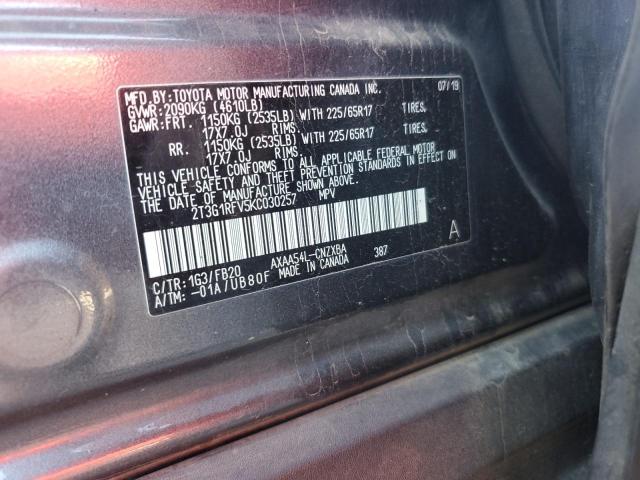 MFD. BY:TOYOTA MOTOR MANUFACTURING CANADA INC. 07/19
GVWR:2090KG (4610LB)
GAWR:FRT. 1150KG (2535LB) WITH 225/65R17 TIRES,
17X7.0J RIMS,
RR. 1150KG (2535LB) WITH 225/65R17 TIRES,
17X7.0J RIMS.
THIS VEHICLE CONFORMS TO ALL APPLICABLE FEDERAL MOTOR
VEHICLE SAFETY AND THEFT PREVENTION STANDARDS IN EFFECT ON
THE DATE OF MANUFACTURE SHOWN ABOVE.
2T3G1RFV5KC030257 MPV
A
C/TR:1G3/FB20 AXAA54L-CNZXBA 387
A/TM:-01A/UB80F MADE IN CANADA